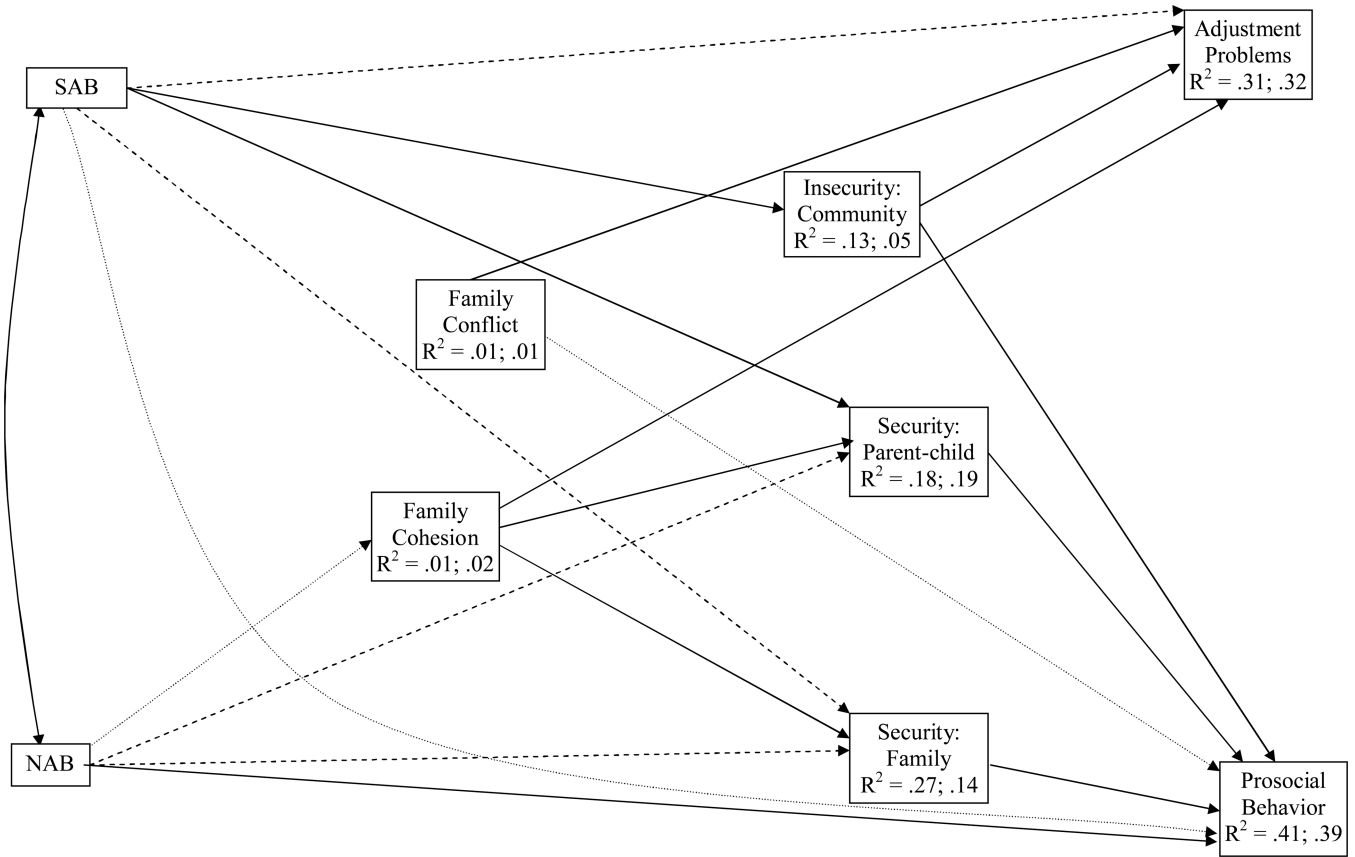 Adjustment
Problems
R² = .31; .32
SAB
Insecurity:
Community
R² = .13; .05
Family
Conflict
R² = .01; .01
Security:
Parent-child
R² = .18; .19
Family
Cohesion
R² = .01; .02
Security:
Family
R² = .27; .14
NAB
Prosocial
Behavior
R² = .41; .39